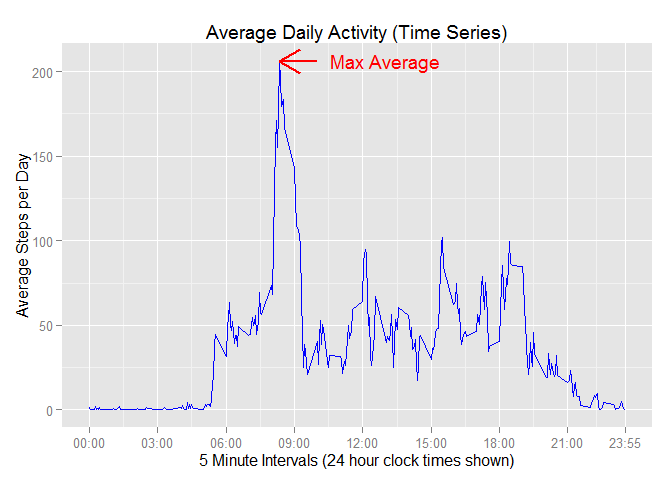 Average Daily Activity (Time Series)
Max Average
200
150
100
50
0
Average Steps per Day
00:00 03:00 06:00 09:00 12:00 15:00 18:00 21:00 23:55
5 Minute Intervals (24 hour clock times shown)